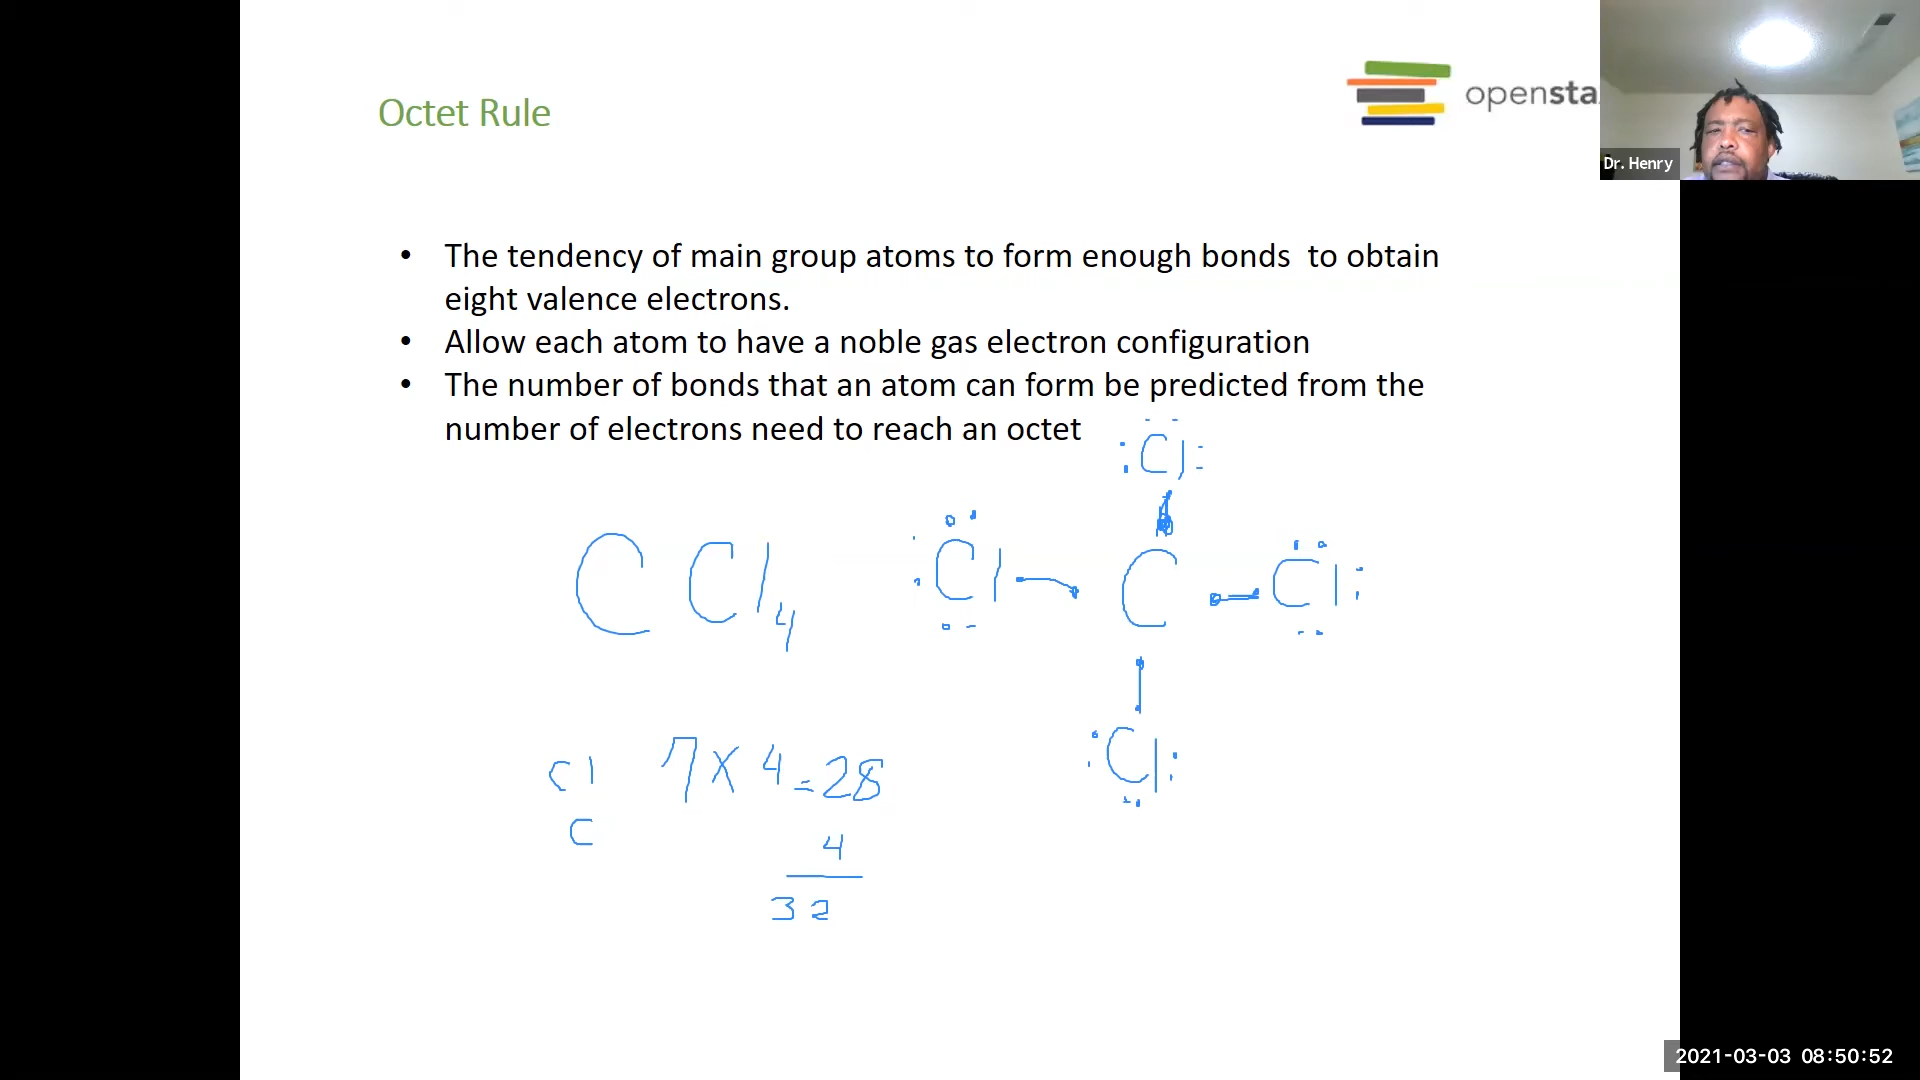 openstax
Dr. Henry
Octet Rule
• The tendency of main group atoms to form enough bonds to obtain
eight valence electrons.
• Allow each atom to have a noble gas electron configuration
• The number of bonds that an atom can form be predicted from the
number of electrons need to reach an octet
Cl
C Cl4
Cl
C
Cl
Cl
Cl 7 X 4 = 28
C 4
32
2021-03-03 08:50:52